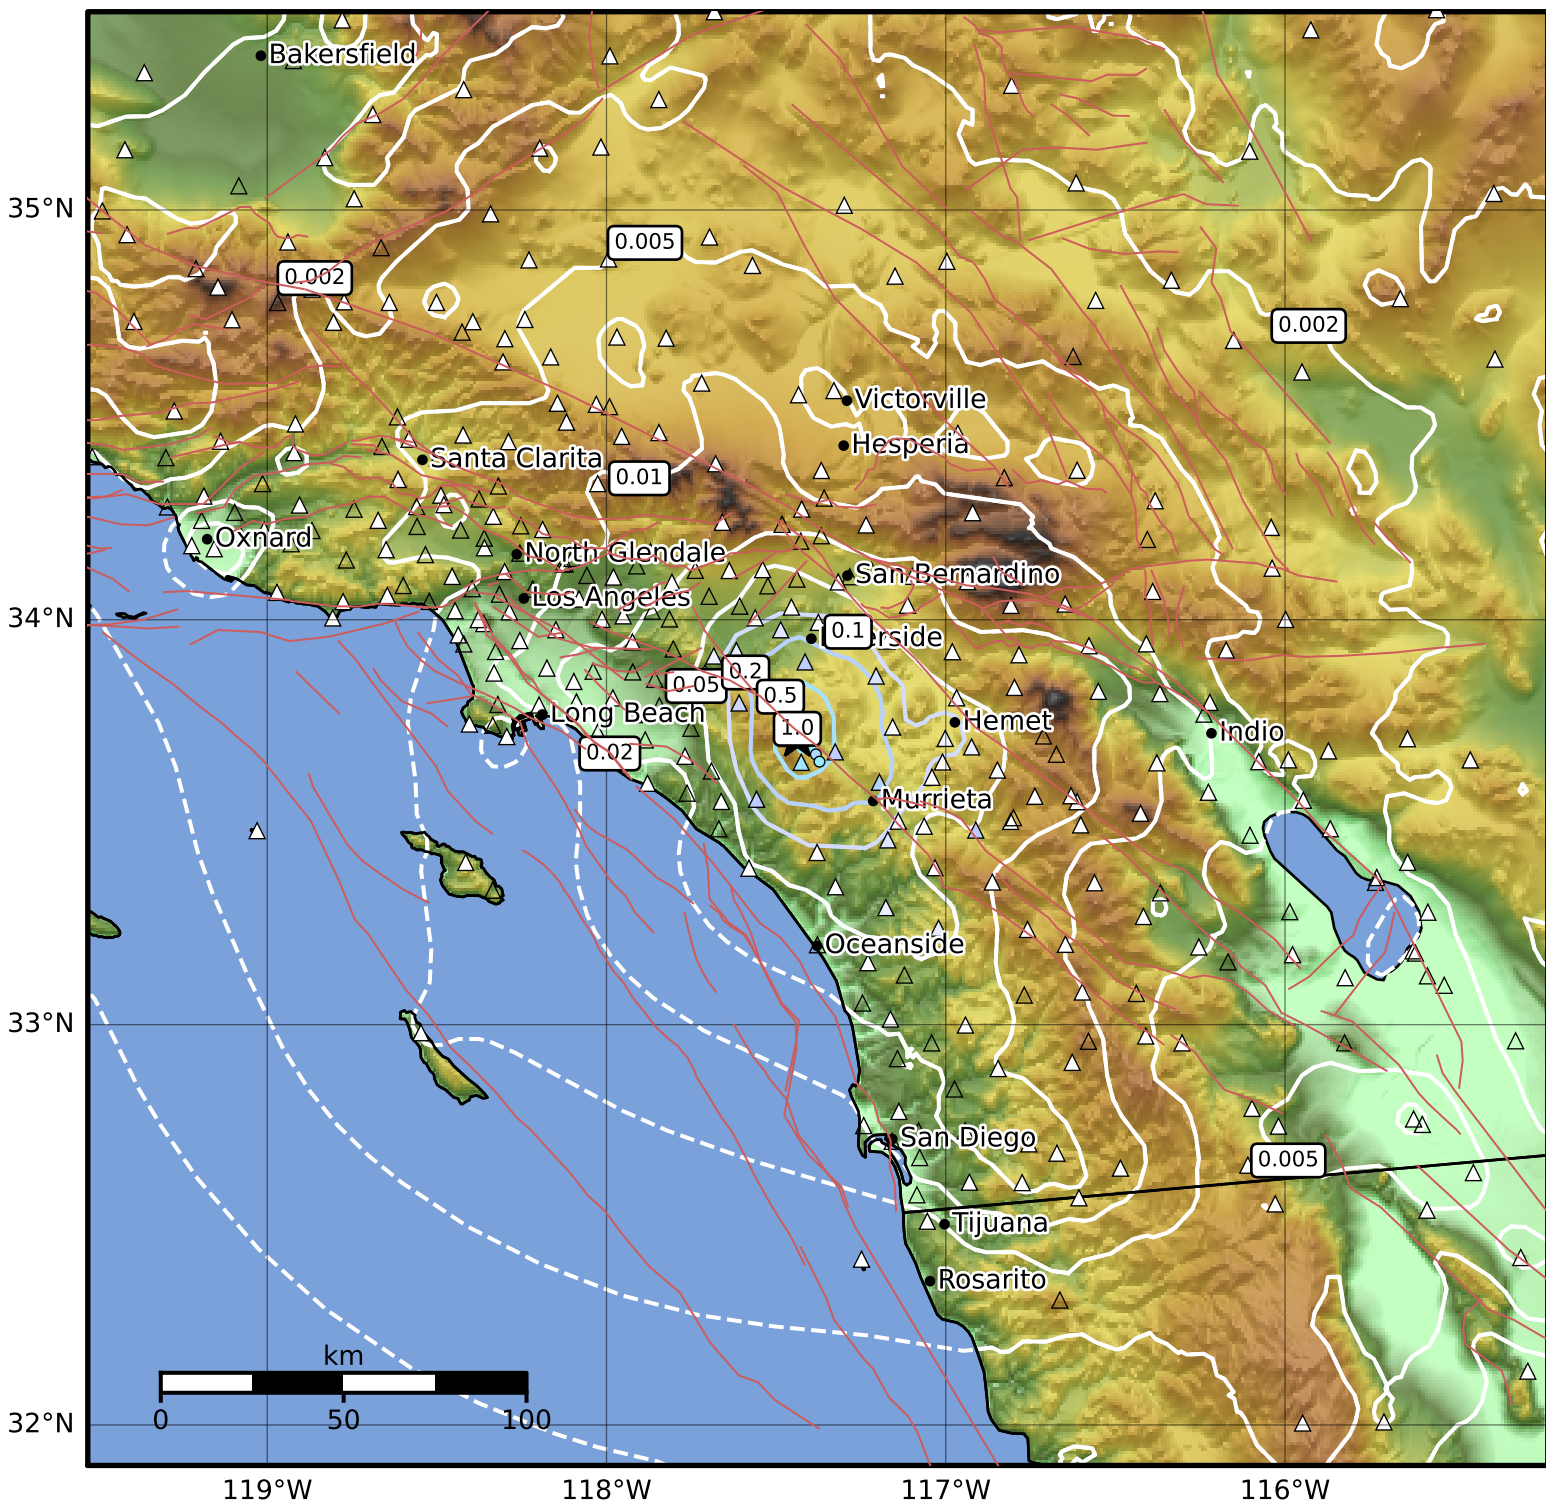 Bakersfield
35°N
0.005
0.002
0.002
Victorville
Hesperia
Santa Clarita
0.01
Oxnard
North Glendale
San Bernardino
Los Angeles
34°N
0.1
erside
0.2
0.05
0.5
Long Beach
1.0
Hemet
Indio
0.02
Murrieta
Oceanside
33°N
San Diego
0.005
Tijuana
Rosarito
km
0
50
100
32°N
119°W
118°W
117°W
116°W